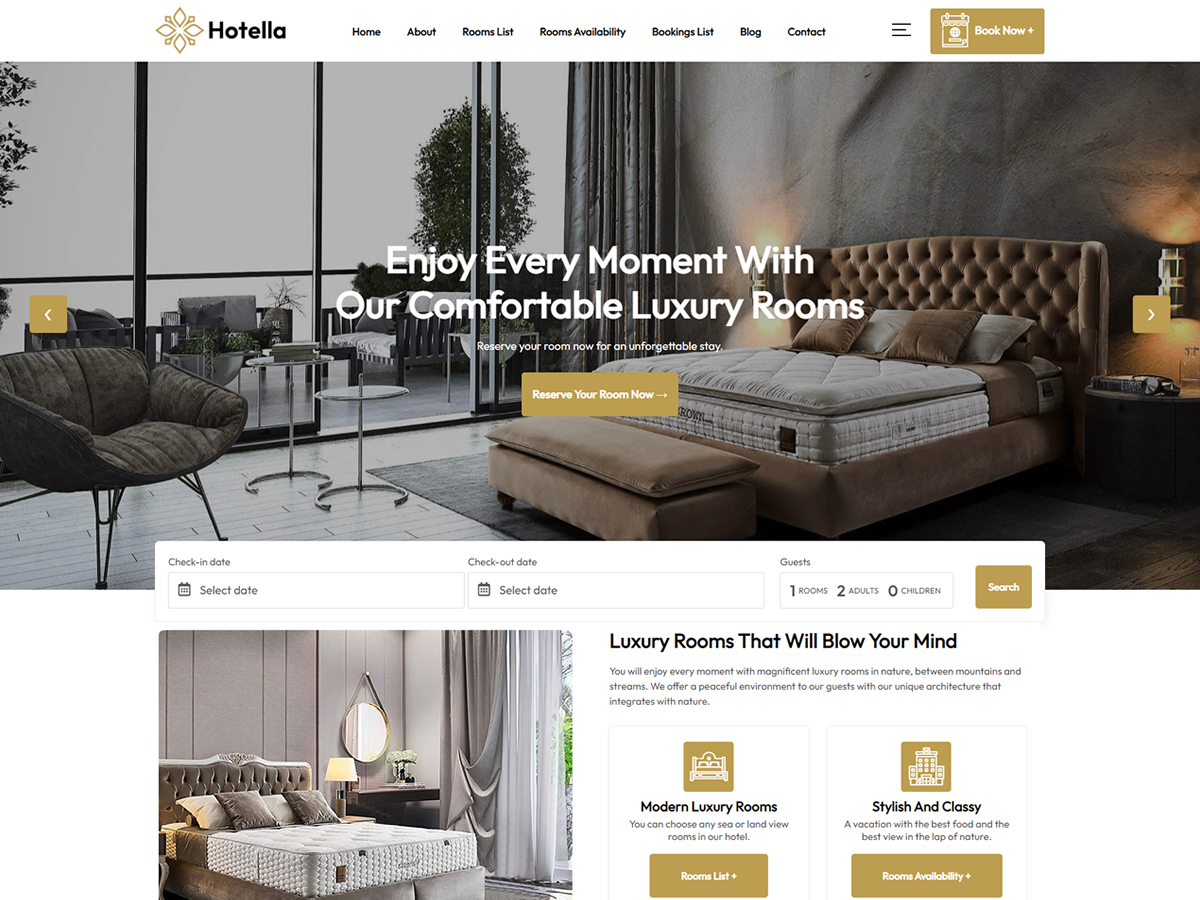 Hotella
Home
About
Rooms List
Rooms Availability
Bookings List
Blog
Contact
Book Now +
Enjoy Every Moment With
Our Comfortable Luxury Rooms
Reserve your room now for an unforgettable stay.
Reserve Your Room Now →
Check-in date
Check-out date
Guests
Select date
Select date
1 ROOMS 2 ADULTS 0 CHILDREN
Search
Luxury Rooms That Will Blow Your Mind
You will enjoy every moment with magnificent luxury rooms in nature, between mountains and
streams. We offer a peaceful environment to our guests with our unique architecture that
integrates with nature.
Modern Luxury Rooms
You can choose any sea or land view
rooms in our hotel.
Rooms List +
Stylish And Classy
A vacation with the best food and the
best view in the lap of nature.
Rooms Availability +